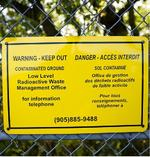 WARNING - KEEP OUT
CONTAMINATED GROUND
Low Level
Radioactive Waste
Management Office
for information
telephone
DANGER - ACCÈS INTERDIT
SOL CONTAMINÉ
Office de gestion
des déchets radioactifs
de faible activité
Pour tous
renseignements,
téléphoner à
(905)885-9488